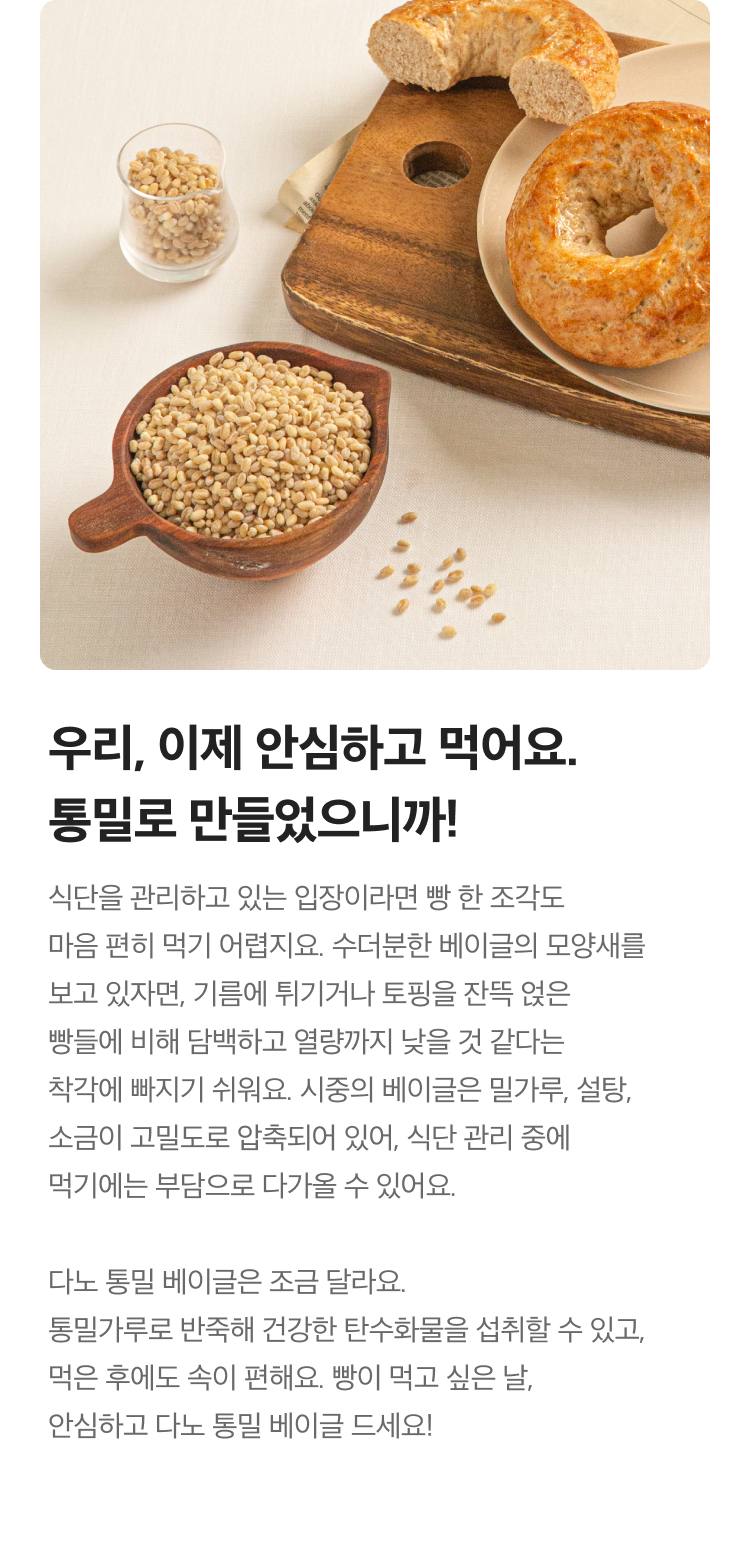 우리, 이제 안심하고 먹어요.
통밀로 만들었으니까!
식단을 관리하고 있는 입장이라면 빵 한 조각도
마음 편히 먹기 어렵지요. 수더분한 베이글의 모양새를
보고 있자면, 기름에 튀기거나 토핑을 잔뜩 얹은
빵들에 비해 담백하고 열량까지 낮을 것 같다는
착각에 빠지기 쉬워요. 시중의 베이글은 밀가루, 설탕,
소금이 고밀도로 압축되어 있어, 식단 관리 중에
먹기에는 부담으로 다가올 수 있어요.
다노 통밀 베이글은 조금 달라요.
통밀가루로 반죽해 건강한 탄수화물을 섭취할 수 있고,
먹은 후에도 속이 편해요. 빵이 먹고 싶은 날,
안심하고 다노 통밀 베이글 드세요!